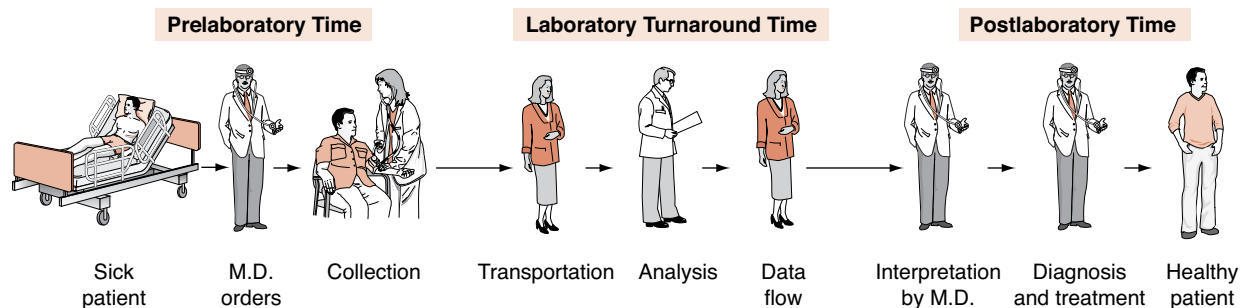 Prelaboratory Time
Laboratory Turnaround Time
Postlaboratory Time
Sick
patient
M.D.
orders
Collection
Transportation
Analysis
Data
flow
Interpretation
by M.D.
Diagnosis
and treatment
Healthy
patient